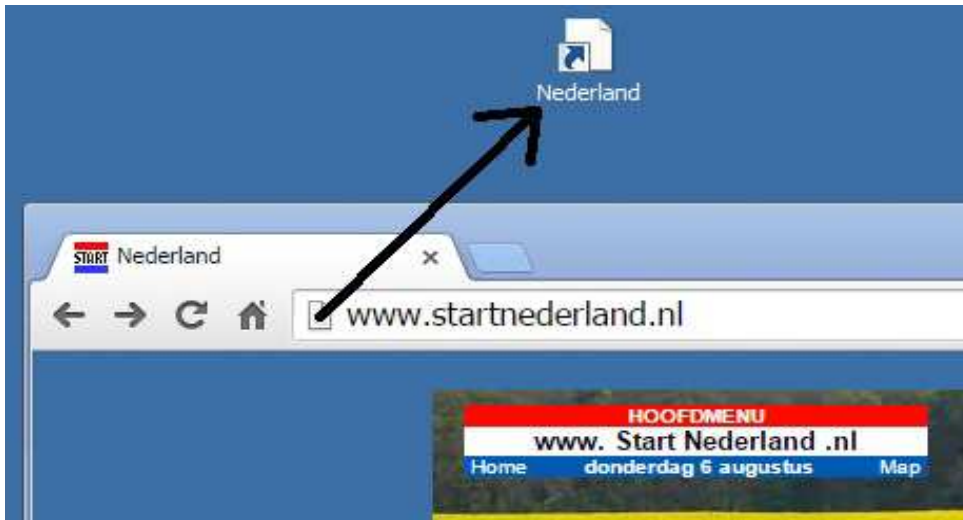 Nederland
START Nederland
www.startnederland.nl
HOOFDMENU
www. Start Nederland .nl
Home donderdag 6 augustus Map